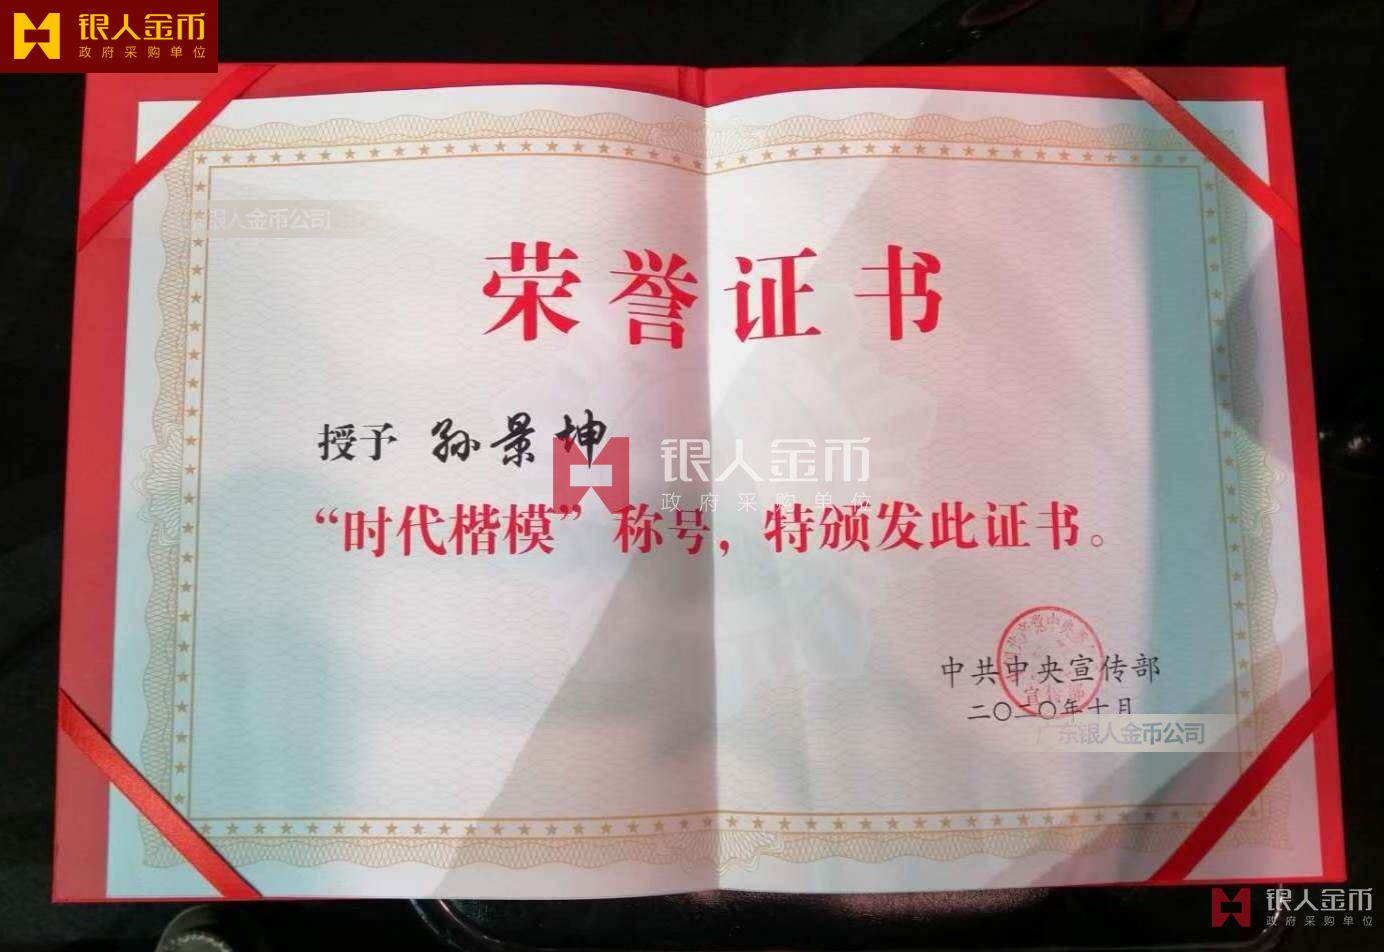 银人金币
政府采购单位
银人金币公司
荣誉证书
授予 孙景坤
银人金币
政府采购单位
“时代楷模”称号，特颁发此证书。
中共中央宣传部
宣传部
二〇二〇年十月
广东银人金币公司
银人金币
政府采购单位